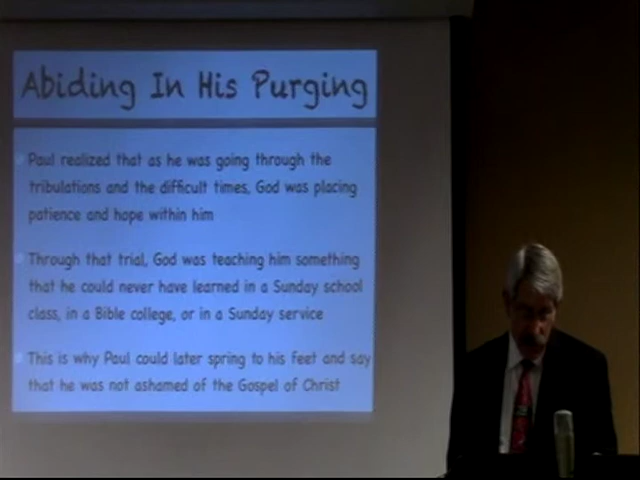 Abiding In His Purging
Paul realized that as he was going through the
tribulations and the difficult times, God was placing
patience and hope within him
Through that trial, God was teaching him something
that he could never have learned in a Sunday school
class, in a Bible college, or in a Sunday service
This is why Paul could later spring to his feet and say
that he was not ashamed of the Gospel of Christ